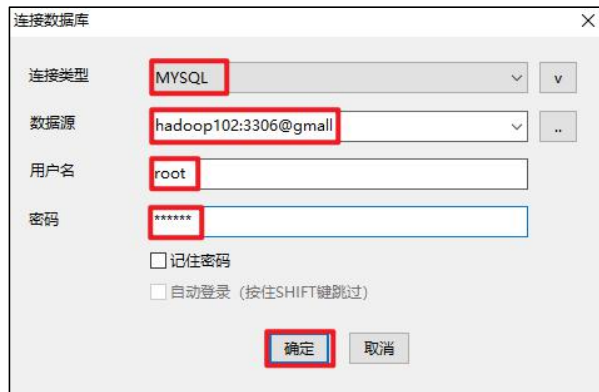 连接数据库
连接类型 MYSQL v
数据源 hadoop102:3306@gmall ..
用户名 root
密码 ******
记住密码
自动登录（按住SHIFT键跳过）
确定 取消